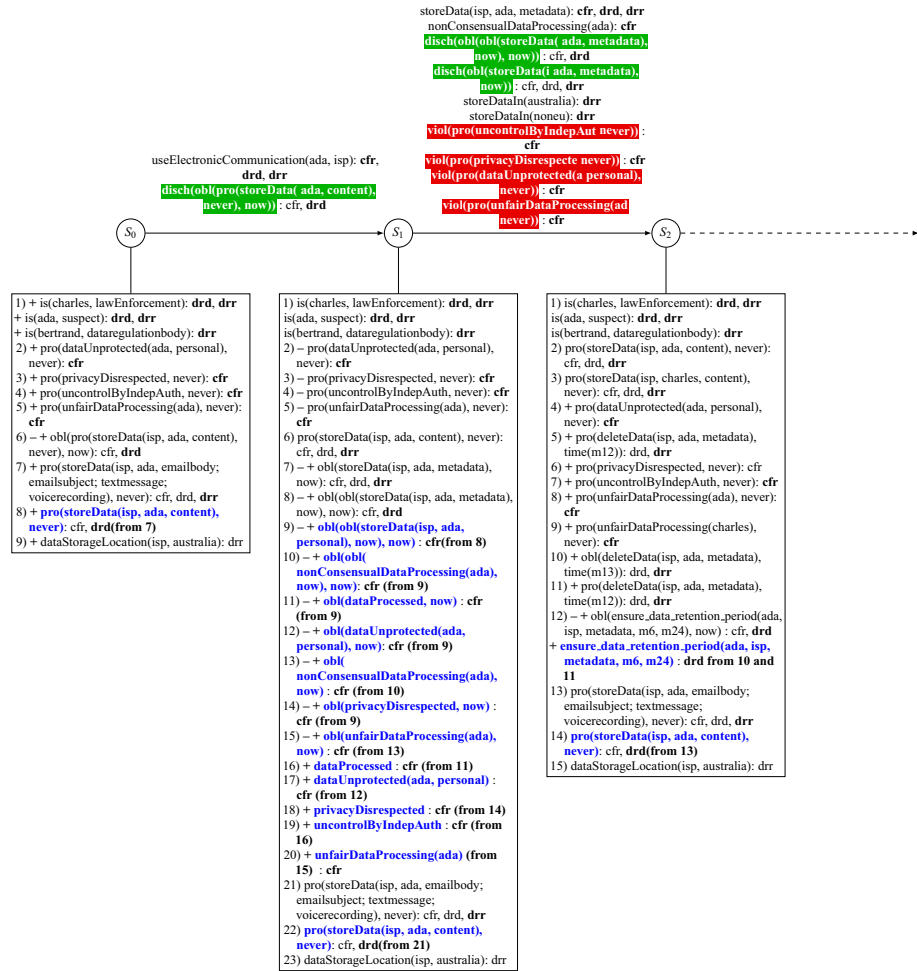 storeData(isp, ada, metadata): cfr, drd, drr
nonConsensualDataProcessing(ada): cfr
disch(obl(obl(storeData( ada, metadata),
now), now)) : cfr, drd
disch(obl(storeData(i ada, metadata),
now)) : cfr, drd, drr
storeDataIn(australia): drr
storeDataIn(noneu): drr
viol(pro(uncontrolByIndepAut never)) :
cfr
viol(pro(privacyDisrespecte never)) : cfr
viol(pro(dataUnprotected(a personal),
never)) : cfr
viol(pro(unfairDataProcessing(ad
never)) : cfr
useElectronicCommunication(ada, isp): cfr,
drd, drr
disch(obl(pro(storeData( ada, content),
never), now)) : cfr, drd
S0
S1
S2
1) + is(charles, lawEnforcement): drd, drr
+ is(ada, suspect): drd, drr
+ is(bertrand, dataregulationbody): drr
2) + pro(dataUnprotected(ada, personal),
never): cfr
3) + pro(privacyDisrespected, never): cfr
4) + pro(uncontrolByIndepAuth, never): cfr
5) + pro(unfairDataProcessing(ada), never):
cfr
6) – + obl(pro(storeData(isp, ada, content),
never), now): cfr, drd
7) + pro(storeData(isp, ada, emailbody;
emailsubject; textmessage;
voicerecording), never): cfr, drd, drr
8) + pro(storeData(isp, ada, content),
never): cfr, drd(from 7)
9) + dataStorageLocation(isp, australia): drr
1) is(charles, lawEnforcement): drd, drr
is(ada, suspect): drd, drr
is(bertrand, dataregulationbody): drr
2) – pro(dataUnprotected(ada, personal),
never): cfr
3) – pro(privacyDisrespected, never): cfr
4) – pro(uncontrolByIndepAuth, never): cfr
5) – pro(unfairDataProcessing(ada), never):
cfr
6) pro(storeData(isp, ada, content), never):
cfr, drd, drr
7) – + obl(storeData(isp, ada, metadata),
now): cfr, drd, drr
8) – + obl(obl(storeData(isp, ada, metadata),
now), now): cfr, drd
9) – + obl(obl(storeData(isp, ada,
personal), now), now) : cfr(from 8)
10) – + obl(obl(
nonConsensualDataProcessing(ada),
now), now): cfr (from 9)
11) – + obl(dataProcessed, now) : cfr
(from 9)
12) – + obl(dataUnprotected(ada,
personal), now): cfr (from 9)
13) – + obl(
nonConsensualDataProcessing(ada),
now) : cfr (from 10)
14) – + obl(privacyDisrespected, now) :
cfr (from 9)
15) – + obl(unfairDataProcessing(ada),
now) : cfr (from 13)
16) + dataProcessed : cfr (from 11)
17) + dataUnprotected(ada, personal) :
cfr (from 12)
18) + privacyDisrespected : cfr (from 14)
19) + uncontrolByIndepAuth : cfr (from
16)
20) + unfairDataProcessing(ada) (from
15) : cfr
21) pro(storeData(isp, ada, emailbody;
emailsubject; textmessage;
voicerecording), never): cfr, drd, drr
22) pro(storeData(isp, ada, content),
never): cfr, drd(from 21)
23) dataStorageLocation(isp, australia): drr
1) is(charles, lawEnforcement): drd, drr
is(ada, suspect): drd, drr
is(bertrand, dataregulationbody): drr
2) pro(storeData(isp, ada, content), never):
cfr, drd, drr
3) pro(storeData(isp, charles, content),
never): cfr, drd, drr
4) + pro(dataUnprotected(ada, personal),
never): cfr
5) + pro(deleteData(isp, ada, metadata),
time(m12)): drd, drr
6) + pro(privacyDisrespected, never): cfr
7) + pro(uncontrolByIndepAuth, never): cfr
8) + pro(unfairDataProcessing(ada), never):
cfr
9) + pro(unfairDataProcessing(charles),
never): cfr
10) + obl(deleteData(isp, ada, metadata),
time(m13)): drd, drr
11) + pro(deleteData(isp, ada, metadata),
time(m12)): drd, drr
12) – + obl(ensure_data_retention_period(ada,
isp, metadata, m6, m24), now) : cfr, drd
+ ensure_data_retention_period(ada, isp,
metadata, m6, m24) : drd from 10 and
11
13) pro(storeData(isp, ada, emailbody;
emailsubject; textmessage;
voicerecording), never): cfr, drd, drr
14) pro(storeData(isp, ada, content),
never): cfr, drd(from 13)
15) dataStorageLocation(isp, australia): drr